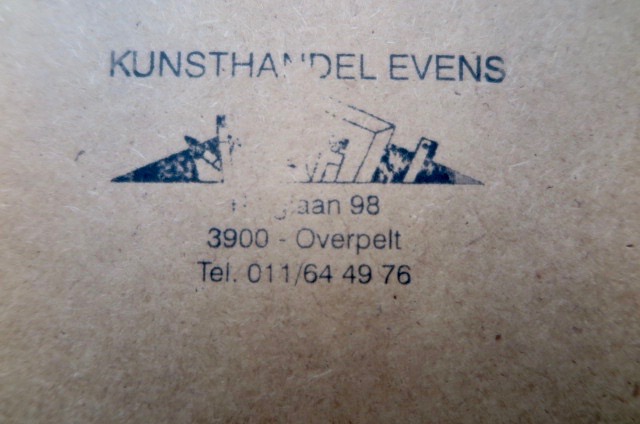 KUNSTHANDEL EVENS
98
3900 - Overpelt
Tel. 011/64 49 76